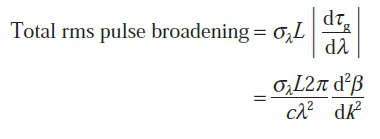 Total rms pulse broadening = σ_λL |dτ_g/dλ|
= σ_λL2π/cλ² d²β/dk²